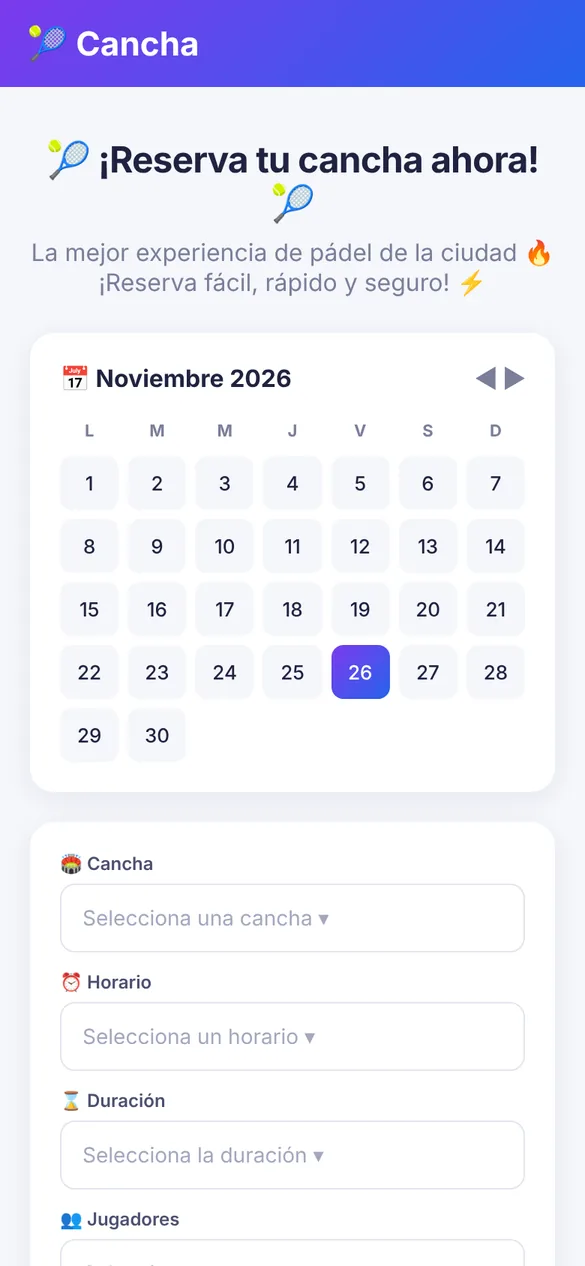 🎾 Cancha
🎾 ¡Reserva tu cancha ahora!
🎾
La mejor experiencia de pádel de la ciudad 🔥
¡Reserva fácil, rápido y seguro! ⚡
📅 Noviembre 2026 ◀ ▶
L M M J V S D
1 2 3 4 5 6 7
8 9 10 11 12 13 14
15 16 17 18 19 20 21
22 23 24 25 26 27 28
29 30
🏟️ Cancha
Selecciona una cancha ▾
⏰ Horario
Selecciona un horario ▾
⌛ Duración
Selecciona la duración ▾
👥 Jugadores